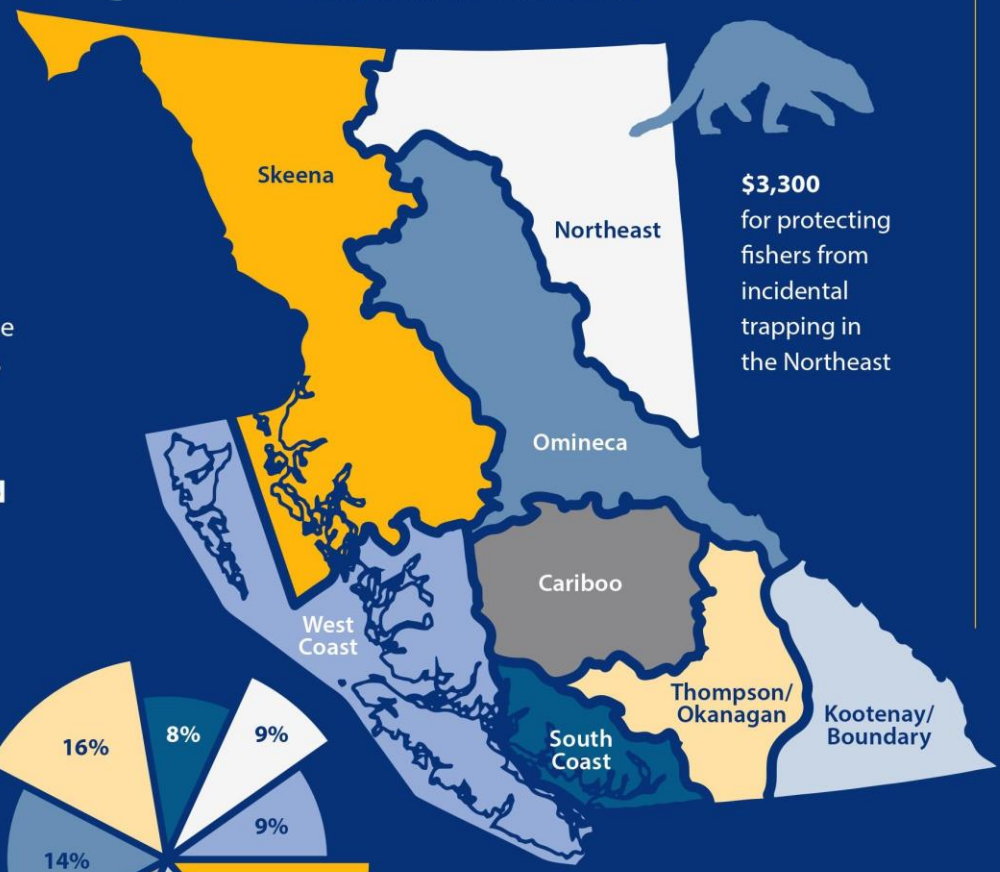 Skeena
Northeast
$3,300
for protecting
fishers from
incidental
trapping in
the Northeast
e
Omineca
Cariboo
West
Coast
Thompson/
Okanagan
Kootenay/
Boundary
South
Coast
16%
8%
9%
9%
14%